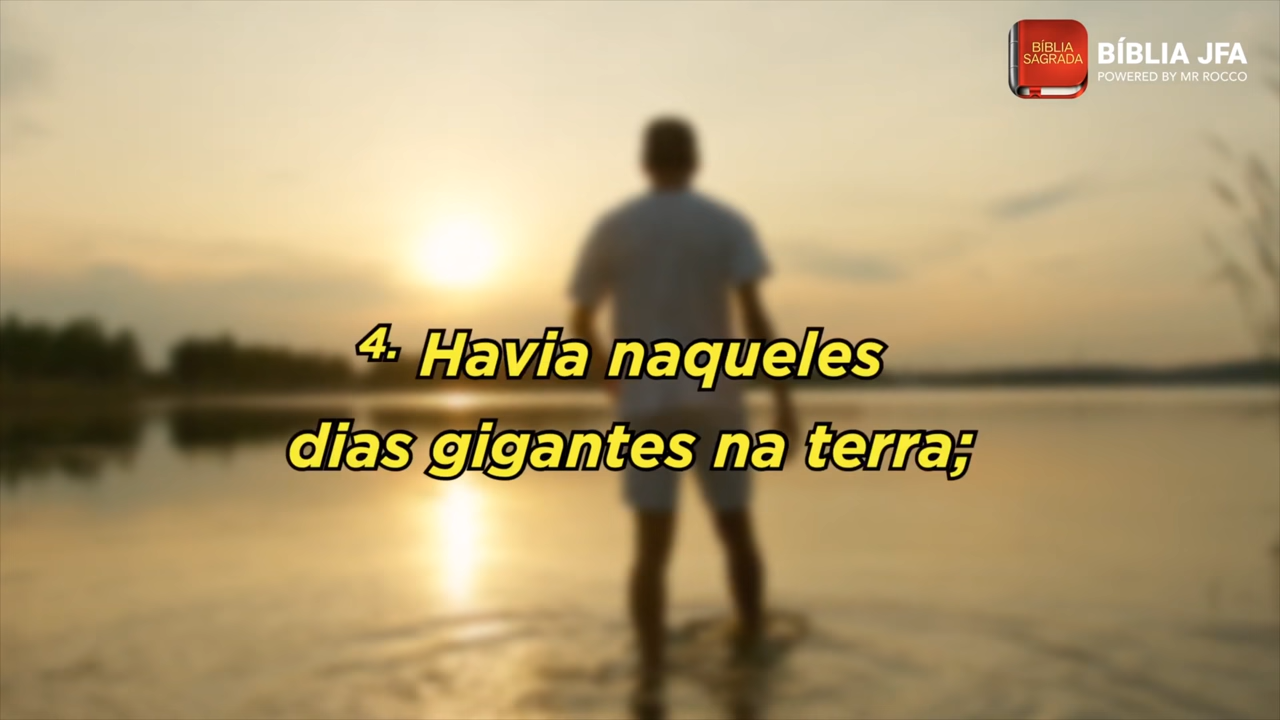 BÍBLIA
SAGRADA
BÍBLIA JFA
POWERED BY MR ROCCO
4. Havia naqueles
dias gigantes na terra;